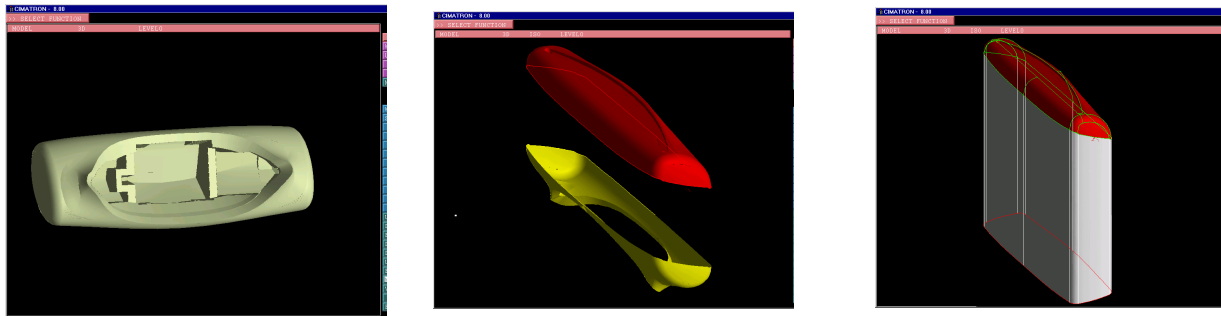 CIMATRON - 8.00
>> SELECT FUNCTION
MODEL 3D LEVEL0
CIMATRON - 8.00
>> SELECT FUNCTION
MODEL 3D ISO LEVEL0
CIMATRON - 8.00
>> SELECT FUNCTION
MODEL 3D ISO LEVEL0